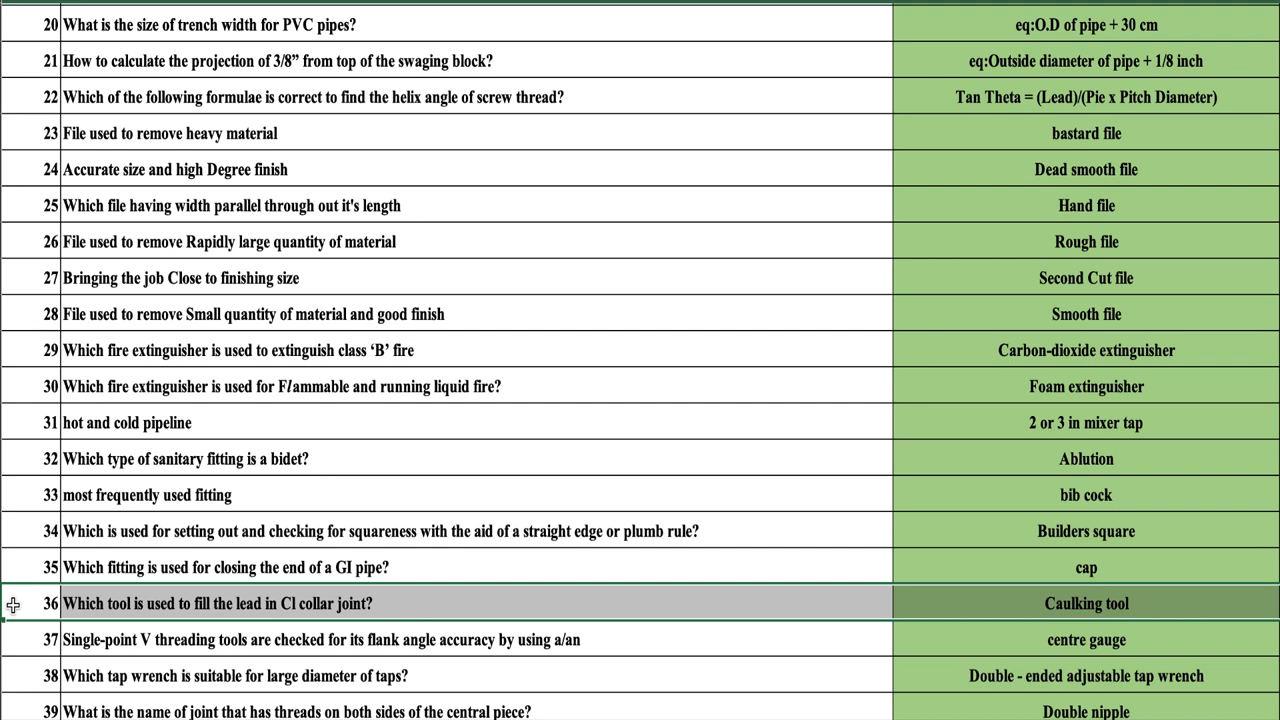 20 What is the size of trench width for PVC pipes? eq:O.D of pipe + 30 cm
21 How to calculate the projection of 3/8” from top of the swaging block? eq:Outside diameter of pipe + 1/8 inch
22 Which of the following formulae is correct to find the helix angle of screw thread? Tan Theta = (Lead)/(Pie x Pitch Diameter)
23 File used to remove heavy material bastard file
24 Accurate size and high Degree finish Dead smooth file
25 Which file having width parallel through out it's length Hand file
26 File used to remove Rapidly large quantity of material Rough file
27 Bringing the job Close to finishing size Second Cut file
28 File used to remove Small quantity of material and good finish Smooth file
29 Which fire extinguisher is used to extinguish class ‘B’ fire Carbon-dioxide extinguisher
30 Which fire extinguisher is used for Flammable and running liquid fire? Foam extinguisher
31 hot and cold pipeline 2 or 3 in mixer tap
32 Which type of sanitary fitting is a bidet? Ablution
33 most frequently used fitting bib cock
34 Which is used for setting out and checking for squareness with the aid of a straight edge or plumb rule? Builders square
35 Which fitting is used for closing the end of a GI pipe? cap
36 Which tool is used to fill the lead in Cl collar joint? Caulking tool
37 Single-point V threading tools are checked for its flank angle accuracy by using a/an centre gauge
38 Which tap wrench is suitable for large diameter of taps? Double - ended adjustable tap wrench
39 What is the name of joint that has threads on both sides of the central piece? Double nipple